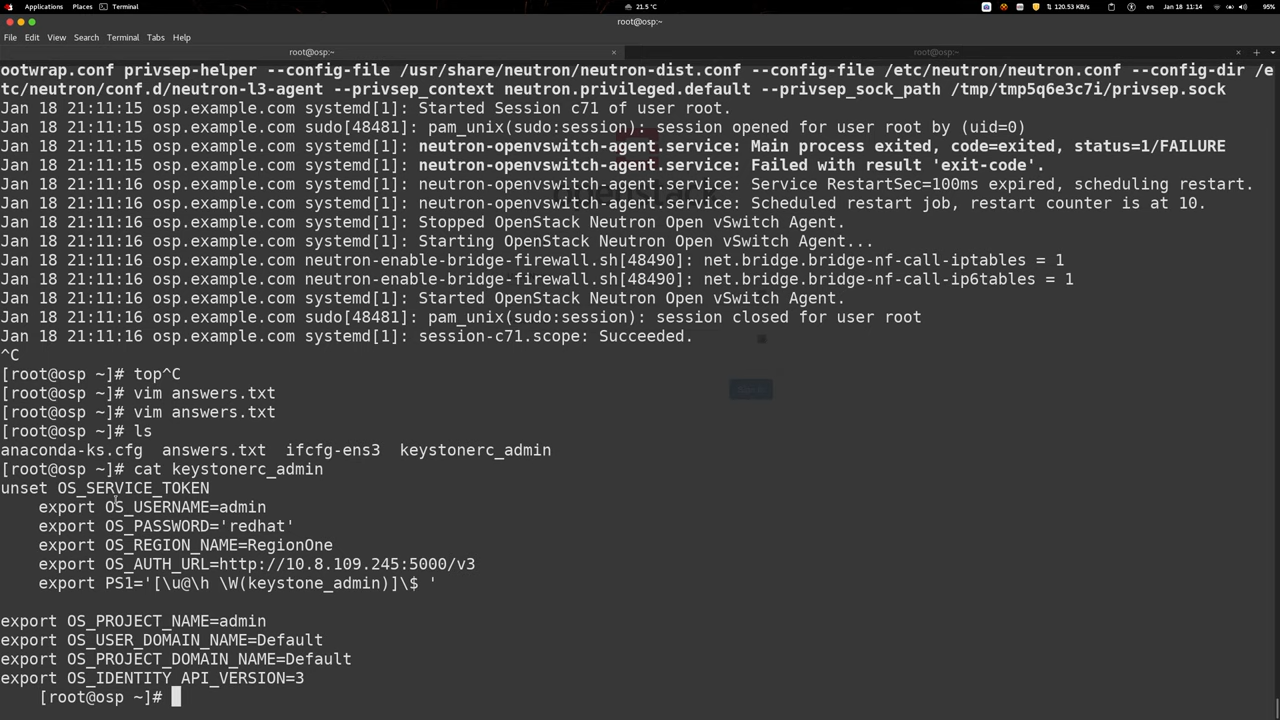 Applications Places Terminal 21.5 °C 120.53 KB/s en Jan 18 11:14 95%
root@osp:~
File Edit View Search Terminal Tabs Help
root@osp:~ × root@osp:~ ×
ootwrap.conf privsep-helper --config-file /usr/share/neutron/neutron-dist.conf --config-file /etc/neutron/neutron.conf --config-dir /e
tc/neutron/conf.d/neutron-l3-agent --privsep_context neutron.privileged.default --privsep_sock_path /tmp/tmp5q6e3c7i/privsep.sock
Jan 18 21:11:15 osp.example.com systemd[1]: Started Session c71 of user root.
Jan 18 21:11:15 osp.example.com sudo[48481]: pam_unix(sudo:session): session opened for user root by (uid=0)
Jan 18 21:11:15 osp.example.com systemd[1]: neutron-openvswitch-agent.service: Main process exited, code=exited, status=1/FAILURE
Jan 18 21:11:15 osp.example.com systemd[1]: neutron-openvswitch-agent.service: Failed with result 'exit-code'.
Jan 18 21:11:15 osp.example.com systemd[1]: neutron-openvswitch-agent.service: Service RestartSec=100ms expired, scheduling restart.
Jan 18 21:11:15 osp.example.com systemd[1]: neutron-openvswitch-agent.service: Scheduled restart job, restart counter is at 10.
Jan 18 21:11:15 osp.example.com systemd[1]: Stopped OpenStack Neutron Open vSwitch Agent.
Jan 18 21:11:16 osp.example.com systemd[1]: Starting OpenStack Neutron Open vSwitch Agent...
Jan 18 21:11:16 osp.example.com neutron-enable-bridge-firewall.sh[48490]: net.bridge.bridge-nf-call-iptables = 1
Jan 18 21:11:16 osp.example.com neutron-enable-bridge-firewall.sh[48490]: net.bridge.bridge-nf-call-ip6tables = 1
Jan 18 21:11:16 osp.example.com systemd[1]: Started OpenStack Neutron Open vSwitch Agent.
Jan 18 21:11:16 osp.example.com sudo[48481]: pam_unix(sudo:session): session closed for user root
Jan 18 21:11:16 osp.example.com systemd[1]: session-c71.scope: Succeeded.
^C
[root@osp ~]# top^C
[root@osp ~]# vim answers.txt
[root@osp ~]# vim answers.txt
[root@osp ~]# ls
anaconda-ks.cfg answers.txt ifcfg-ens3 keystonerc_admin
[root@osp ~]# cat keystonerc_admin
unset OS_SERVICE_TOKEN
export OS_USERNAME=admin
export OS_PASSWORD='redhat'
export OS_REGION_NAME=RegionOne
export OS_AUTH_URL=http://10.8.109.245:5000/v3
export PS1='[\u@\h \W(keystone_admin)]\$ '
export OS_PROJECT_NAME=admin
export OS_USER_DOMAIN_NAME=Default
export OS_PROJECT_DOMAIN_NAME=Default
export OS_IDENTITY_API_VERSION=3
[root@osp ~]#